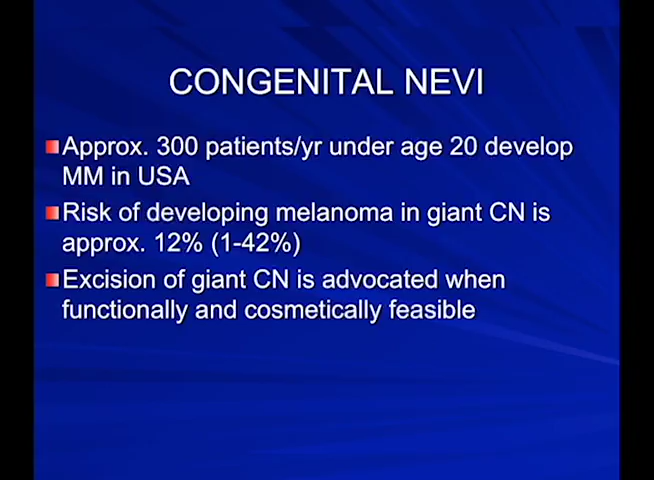 CONGENITAL NEVI
Approx. 300 patients/yr under age 20 develop
MM in USA
Risk of developing melanoma in giant CN is
approx. 12% (1-42%)
Excision of giant CN is advocated when
functionally and cosmetically feasible